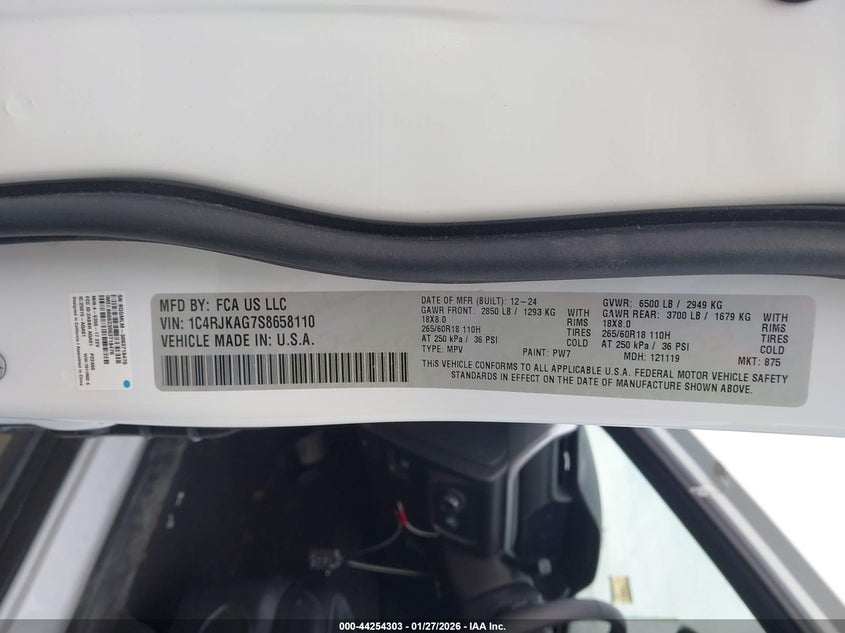 MFD BY: FCA US LLC
VIN: 1C4RJKAG7S8658110
VEHICLE MADE IN U.S.A.
DATE OF MFR (BUILT): 12-24
GAWR FRONT: 2850 LB / 1293 KG WITH
18X8.0 RIMS
265/60R18 110H TIRES
AT 250 kPa / 36 PSI COLD
TYPE: MPV PAINT: PW7
GVWR: 6500 LB / 2949 KG
GAWR REAR: 3700 LB / 1679 KG WITH
18X8.0 RIMS
265/60R18 110H TIRES
AT 250 kPa / 36 PSI COLD
MDH: 121119 MKT: 875
THIS VEHICLE CONFORMS TO ALL APPLICABLE U.S.A. FEDERAL MOTOR VEHICLE SAFETY
STANDARDS IN EFFECT ON THE DATE OF MANUFACTURE SHOWN ABOVE.
000-44254303 - 01/27/2026 - IAA Inc.